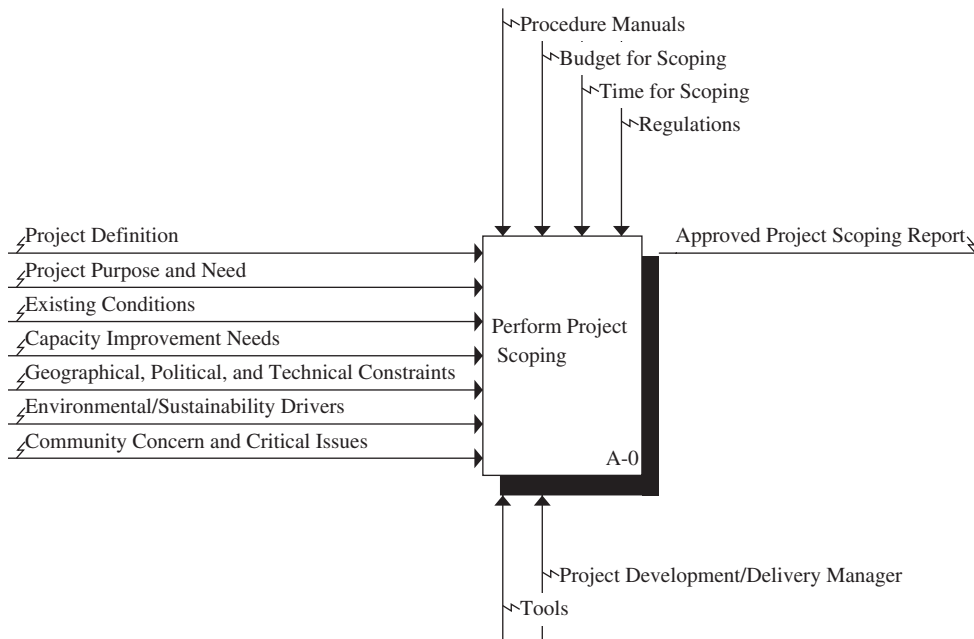 Procedure Manuals
Budget for Scoping
Time for Scoping
Regulations
Project Definition
Approved Project Scoping Report
Project Purpose and Need
Existing Conditions
Capacity Improvement Needs
Geographical, Political, and Technical Constraints
Environmental/Sustainability Drivers
Community Concern and Critical Issues
Perform Project
Scoping
A-0
Project Development/Delivery Manager
Tools